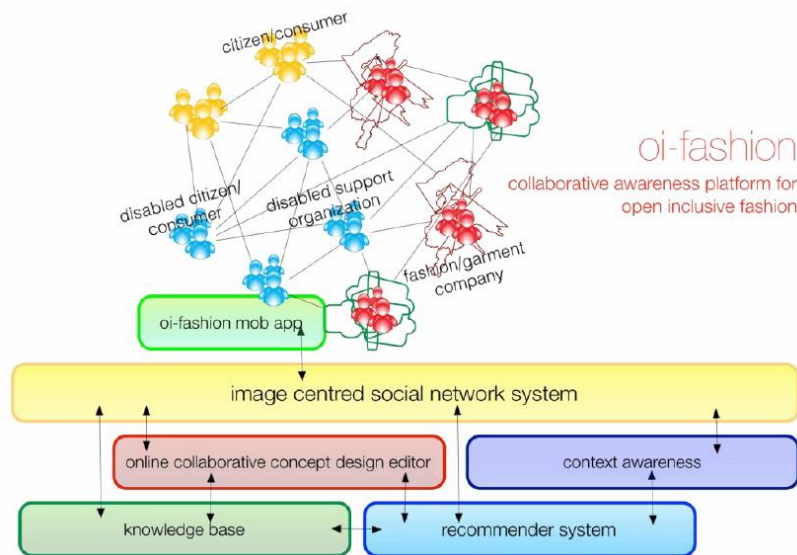 citizen/consumer
oi-fashion
collaborative awareness platform for
open inclusive fashion
disabled citizen/
consumer
disabled support
organization
fashion/garment
company
oi-fashion mob app
image centred social network system
online collaborative concept design editor
context awareness
knowledge base
recommender system